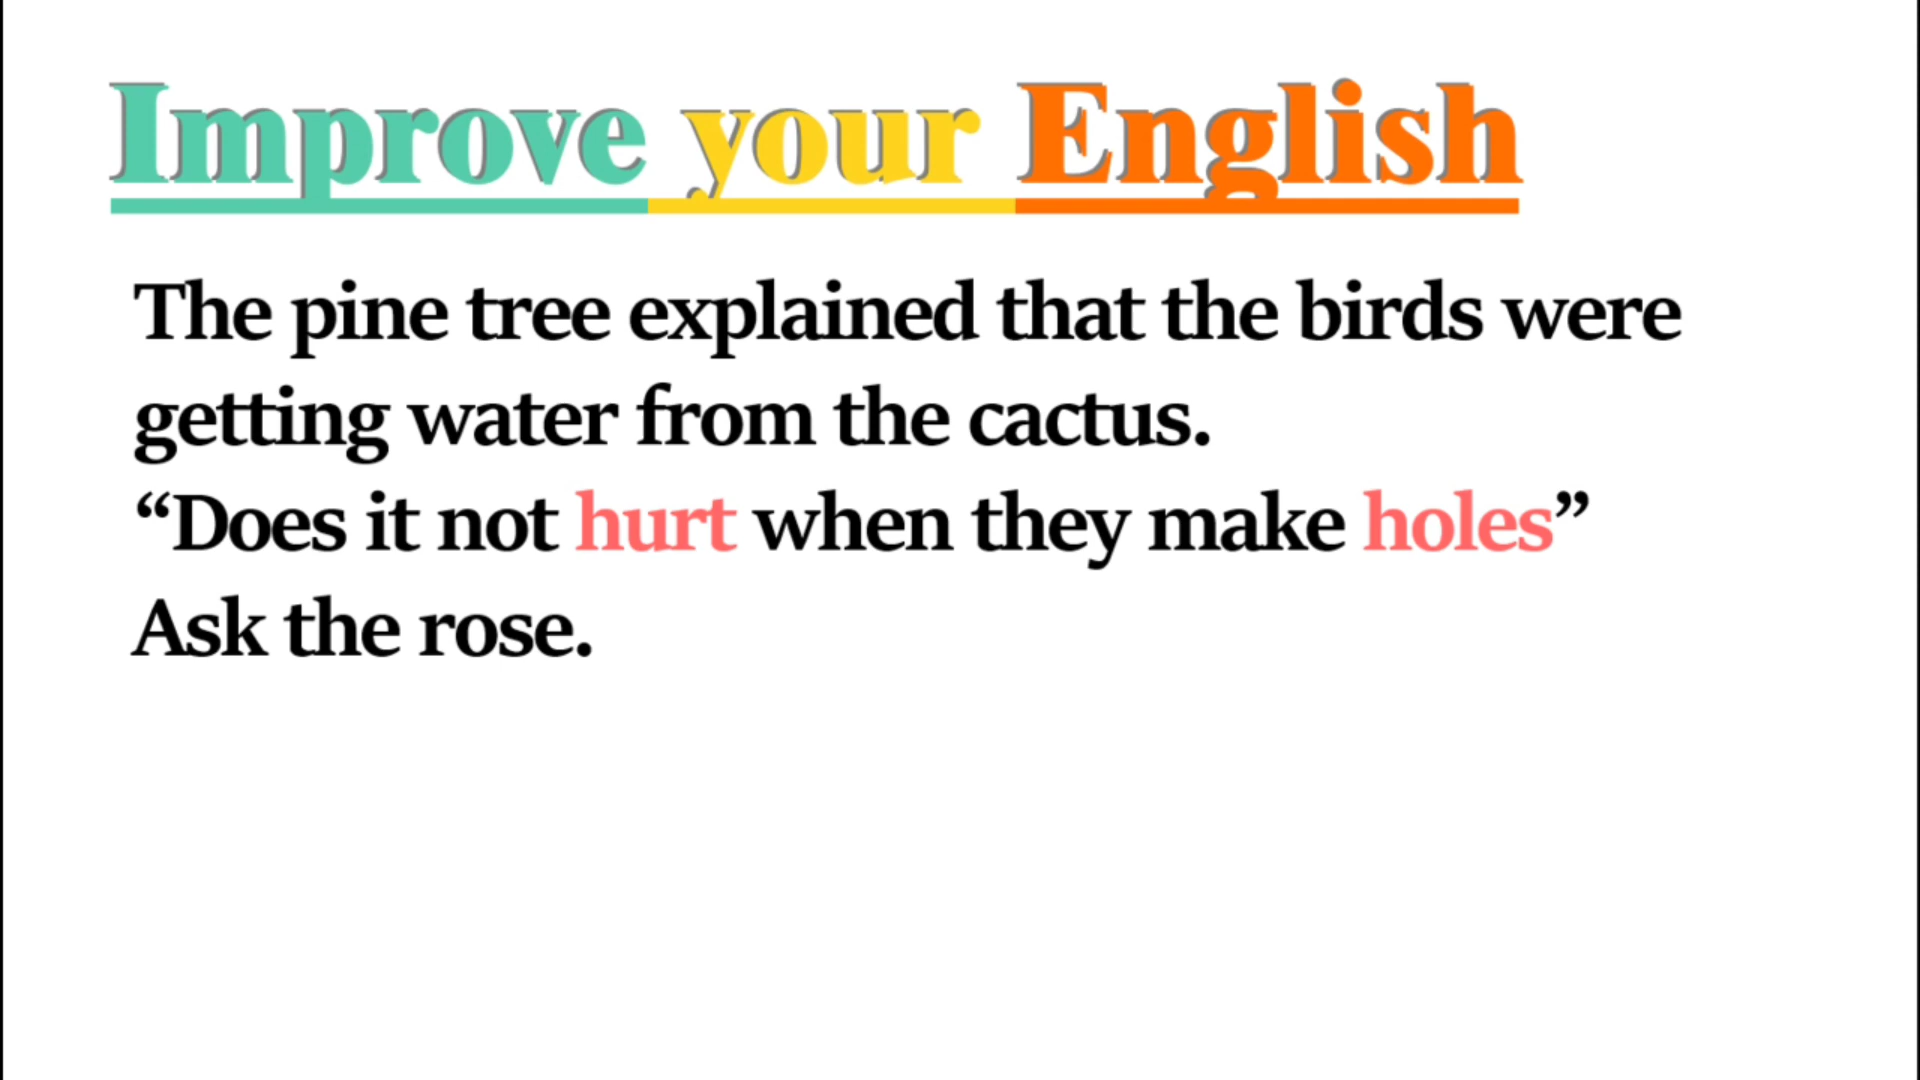 Improve your English
The pine tree explained that the birds were
getting water from the cactus.
“Does it not hurt when they make holes”
Ask the rose.